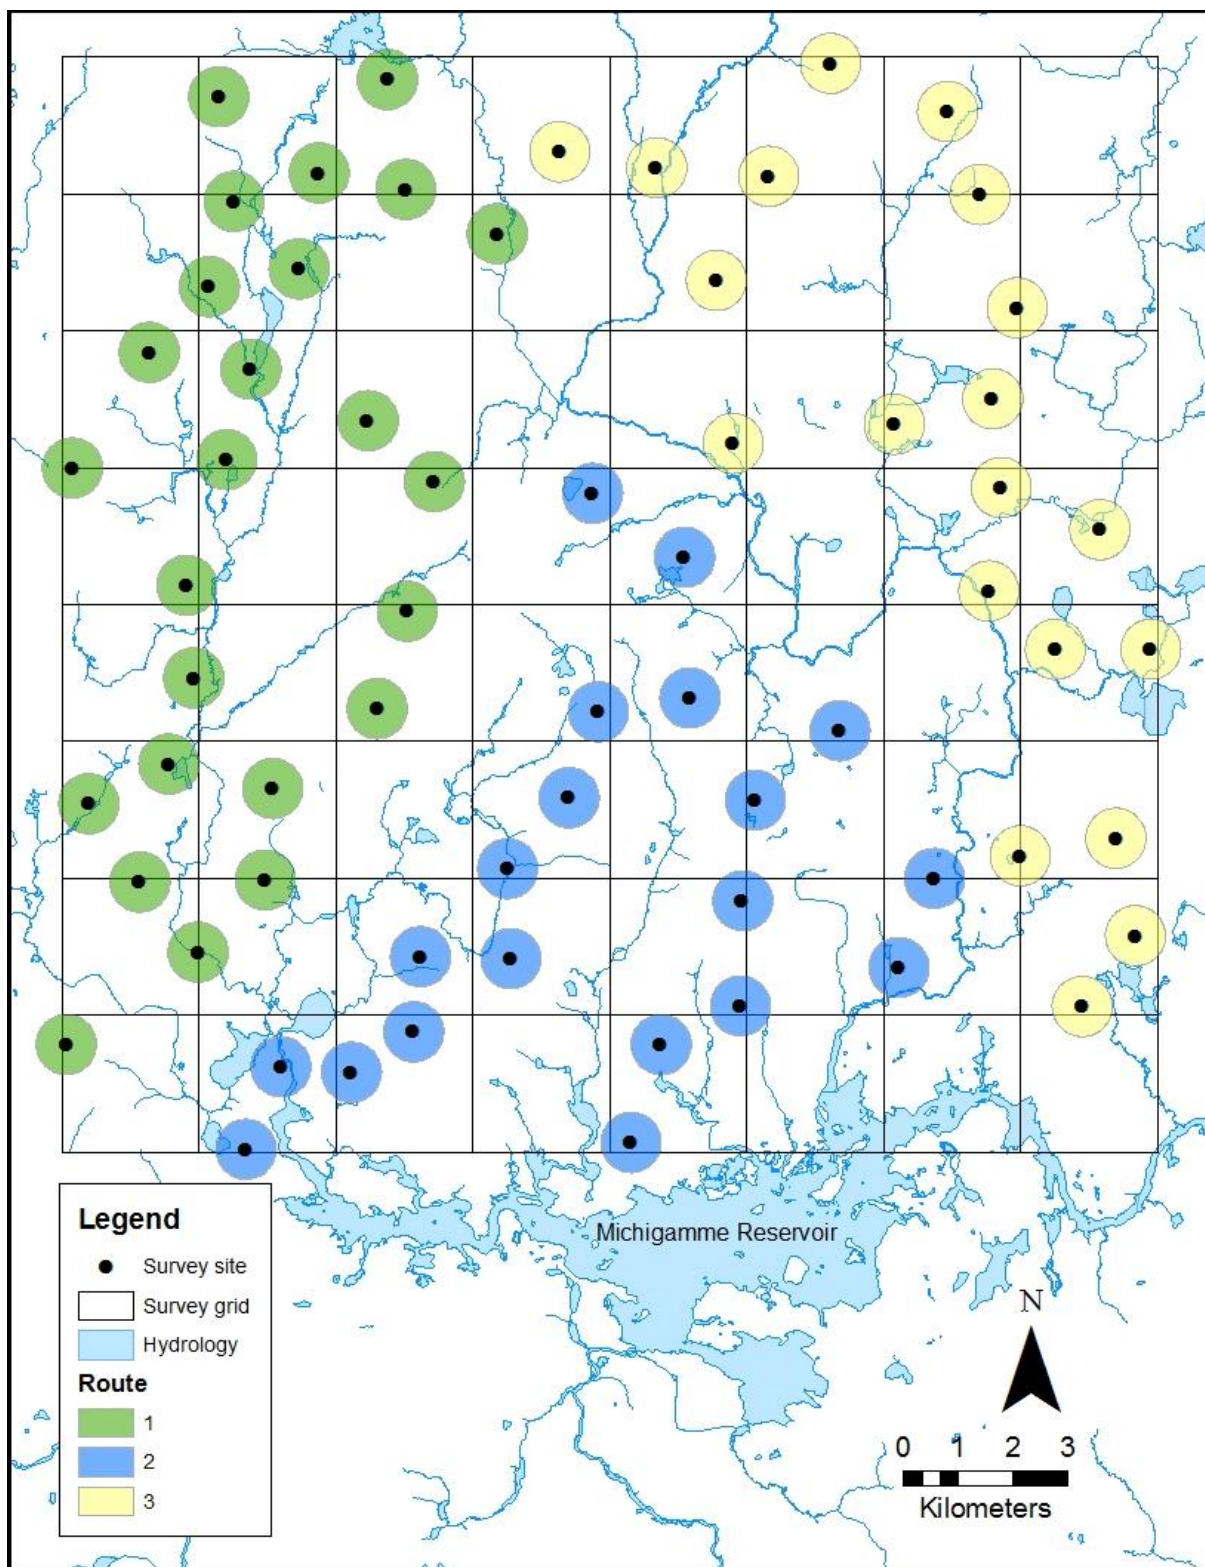 Michigamme Reservoir
Legend
Survey site
Survey grid
Hydrology
Route
1
2
3
N
0 1 2 3
Kilometers